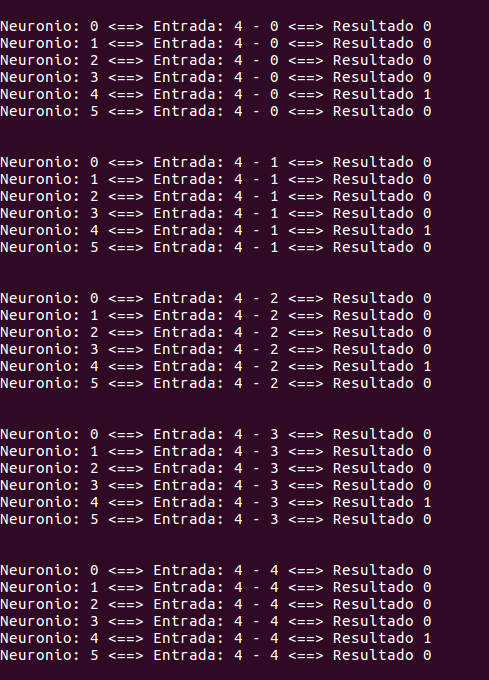 Neuronio: 0 <==> Entrada: 4 - 0 <==> Resultado 0
Neuronio: 1 <==> Entrada: 4 - 0 <==> Resultado 0
Neuronio: 2 <==> Entrada: 4 - 0 <==> Resultado 0
Neuronio: 3 <==> Entrada: 4 - 0 <==> Resultado 0
Neuronio: 4 <==> Entrada: 4 - 0 <==> Resultado 1
Neuronio: 5 <==> Entrada: 4 - 0 <==> Resultado 0
Neuronio: 0 <==> Entrada: 4 - 1 <==> Resultado 0
Neuronio: 1 <==> Entrada: 4 - 1 <==> Resultado 0
Neuronio: 2 <==> Entrada: 4 - 1 <==> Resultado 0
Neuronio: 3 <==> Entrada: 4 - 1 <==> Resultado 0
Neuronio: 4 <==> Entrada: 4 - 1 <==> Resultado 1
Neuronio: 5 <==> Entrada: 4 - 1 <==> Resultado 0
Neuronio: 0 <==> Entrada: 4 - 2 <==> Resultado 0
Neuronio: 1 <==> Entrada: 4 - 2 <==> Resultado 0
Neuronio: 2 <==> Entrada: 4 - 2 <==> Resultado 0
Neuronio: 3 <==> Entrada: 4 - 2 <==> Resultado 0
Neuronio: 4 <==> Entrada: 4 - 2 <==> Resultado 1
Neuronio: 5 <==> Entrada: 4 - 2 <==> Resultado 0
Neuronio: 0 <==> Entrada: 4 - 3 <==> Resultado 0
Neuronio: 1 <==> Entrada: 4 - 3 <==> Resultado 0
Neuronio: 2 <==> Entrada: 4 - 3 <==> Resultado 0
Neuronio: 3 <==> Entrada: 4 - 3 <==> Resultado 0
Neuronio: 4 <==> Entrada: 4 - 3 <==> Resultado 1
Neuronio: 5 <==> Entrada: 4 - 3 <==> Resultado 0
Neuronio: 0 <==> Entrada: 4 - 4 <==> Resultado 0
Neuronio: 1 <==> Entrada: 4 - 4 <==> Resultado 0
Neuronio: 2 <==> Entrada: 4 - 4 <==> Resultado 0
Neuronio: 3 <==> Entrada: 4 - 4 <==> Resultado 0
Neuronio: 4 <==> Entrada: 4 - 4 <==> Resultado 1
Neuronio: 5 <==> Entrada: 4 - 4 <==> Resultado 0